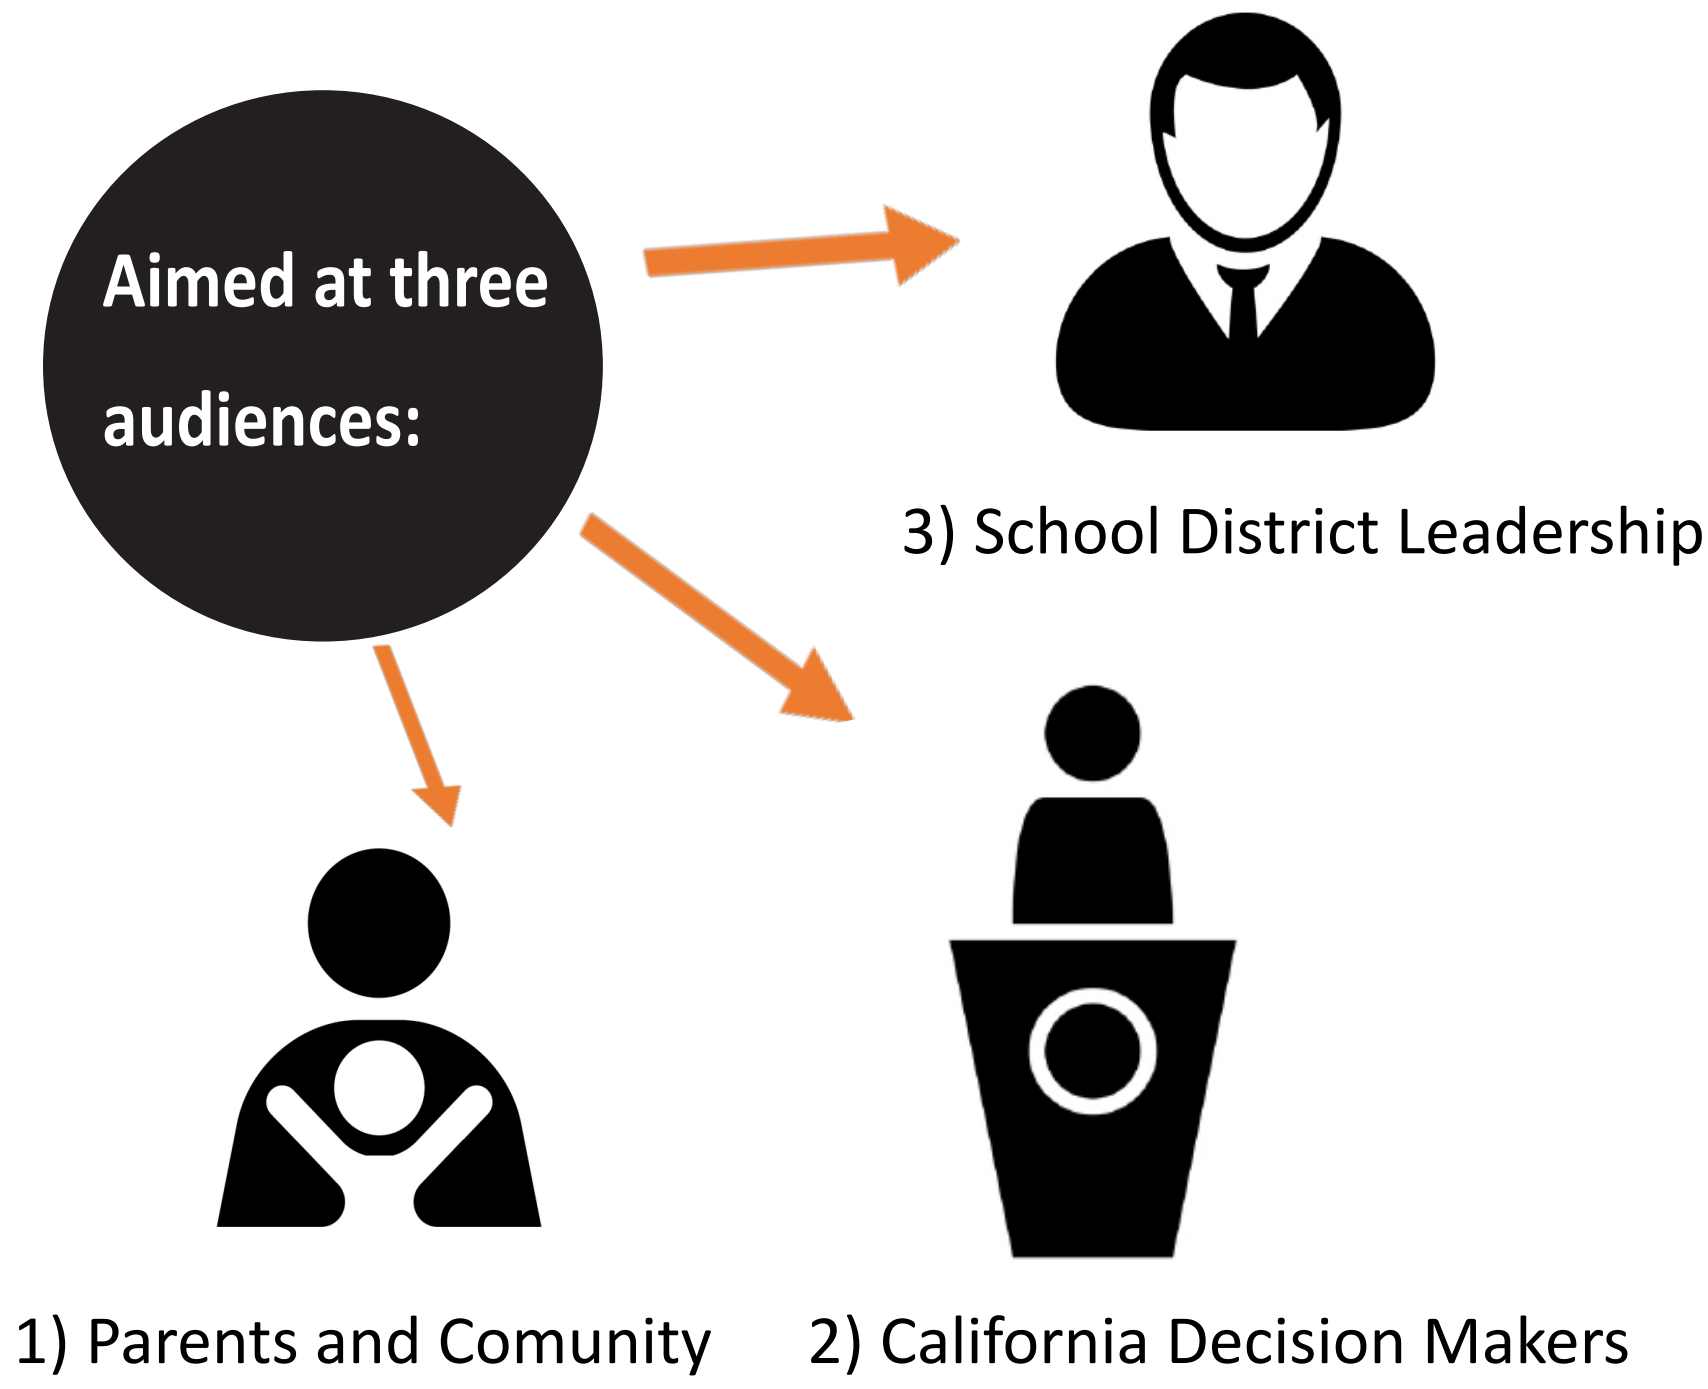 Aimed at three
audiences:
3) School District Leadership
1) Parents and Comunity
2) California Decision Makers